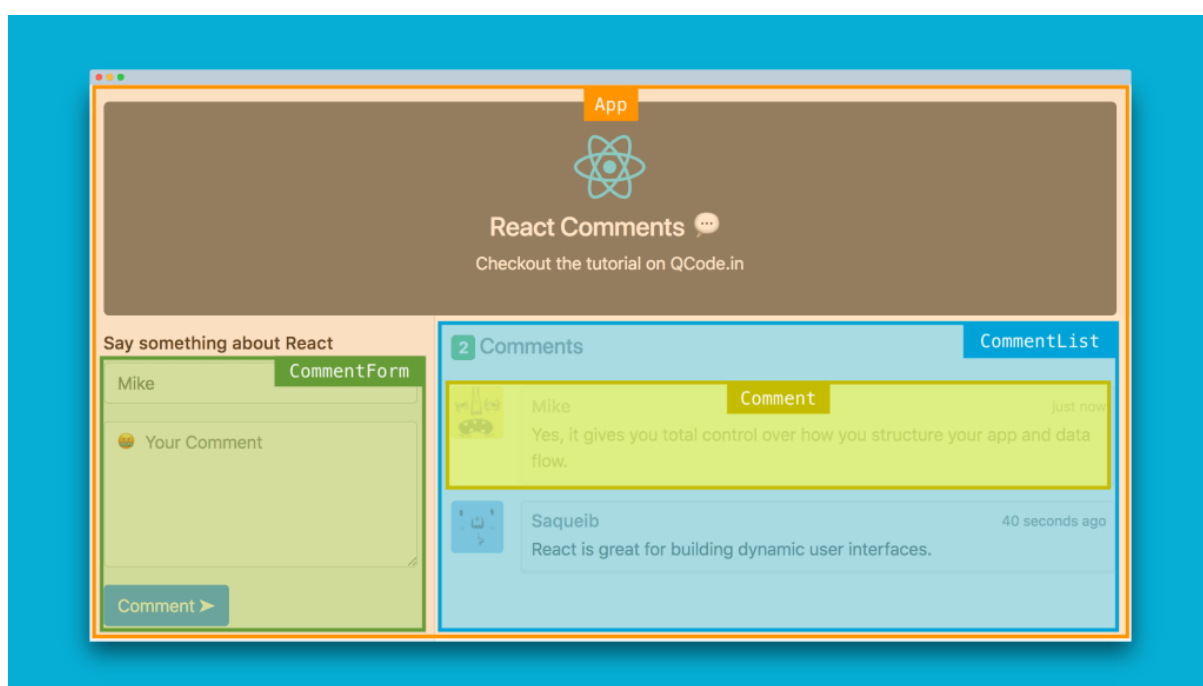 App
React Comments 💬
Checkout the tutorial on QCode.in
Say something about React
CommentForm
Mike
😁 Your Comment
Comment ➤
2 Comments
CommentList
Comment
Mike
just now
Yes, it gives you total control over how you structure your app and data
flow.
Saqueib
40 seconds ago
React is great for building dynamic user interfaces.